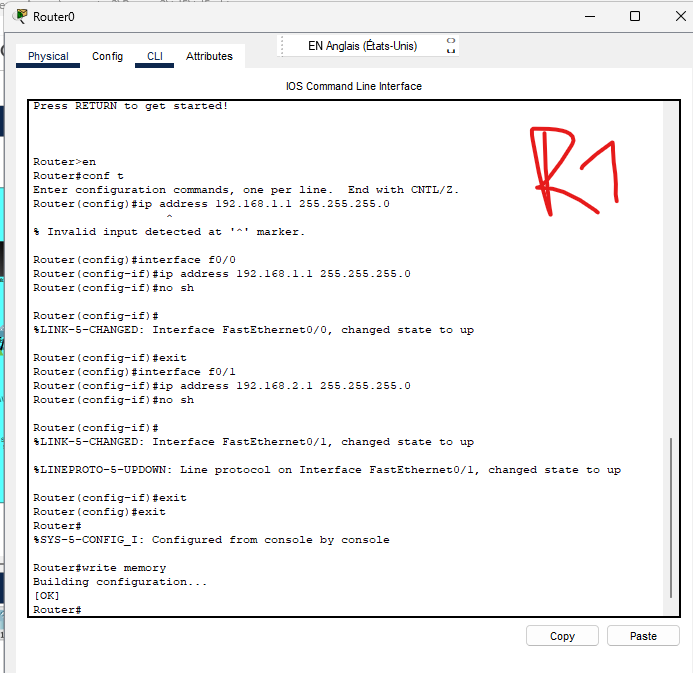 Router0
Physical Config CLI Attributes
EN Anglais (États-Unis)
IOS Command Line Interface
Press RETURN to get started!
R1
Router>en
Router#conf t
Enter configuration commands, one per line.  End with CNTL/Z.
Router(config)#ip address 192.168.1.1 255.255.255.0
^
% Invalid input detected at '^' marker.
Router(config)#interface f0/0
Router(config-if)#ip address 192.168.1.1 255.255.255.0
Router(config-if)#no sh
Router(config-if)#
%LINK-5-CHANGED: Interface FastEthernet0/0, changed state to up
Router(config-if)#exit
Router(config)#interface f0/1
Router(config-if)#ip address 192.168.2.1 255.255.255.0
Router(config-if)#no sh
Router(config-if)#
%LINK-5-CHANGED: Interface FastEthernet0/1, changed state to up
%LINEPROTO-5-UPDOWN: Line protocol on Interface FastEthernet0/1, changed state to up
Router(config-if)#exit
Router(config)#exit
Router#
%SYS-5-CONFIG_I: Configured from console by console
Router#write memory
Building configuration...
[OK]
Router#
Copy Paste